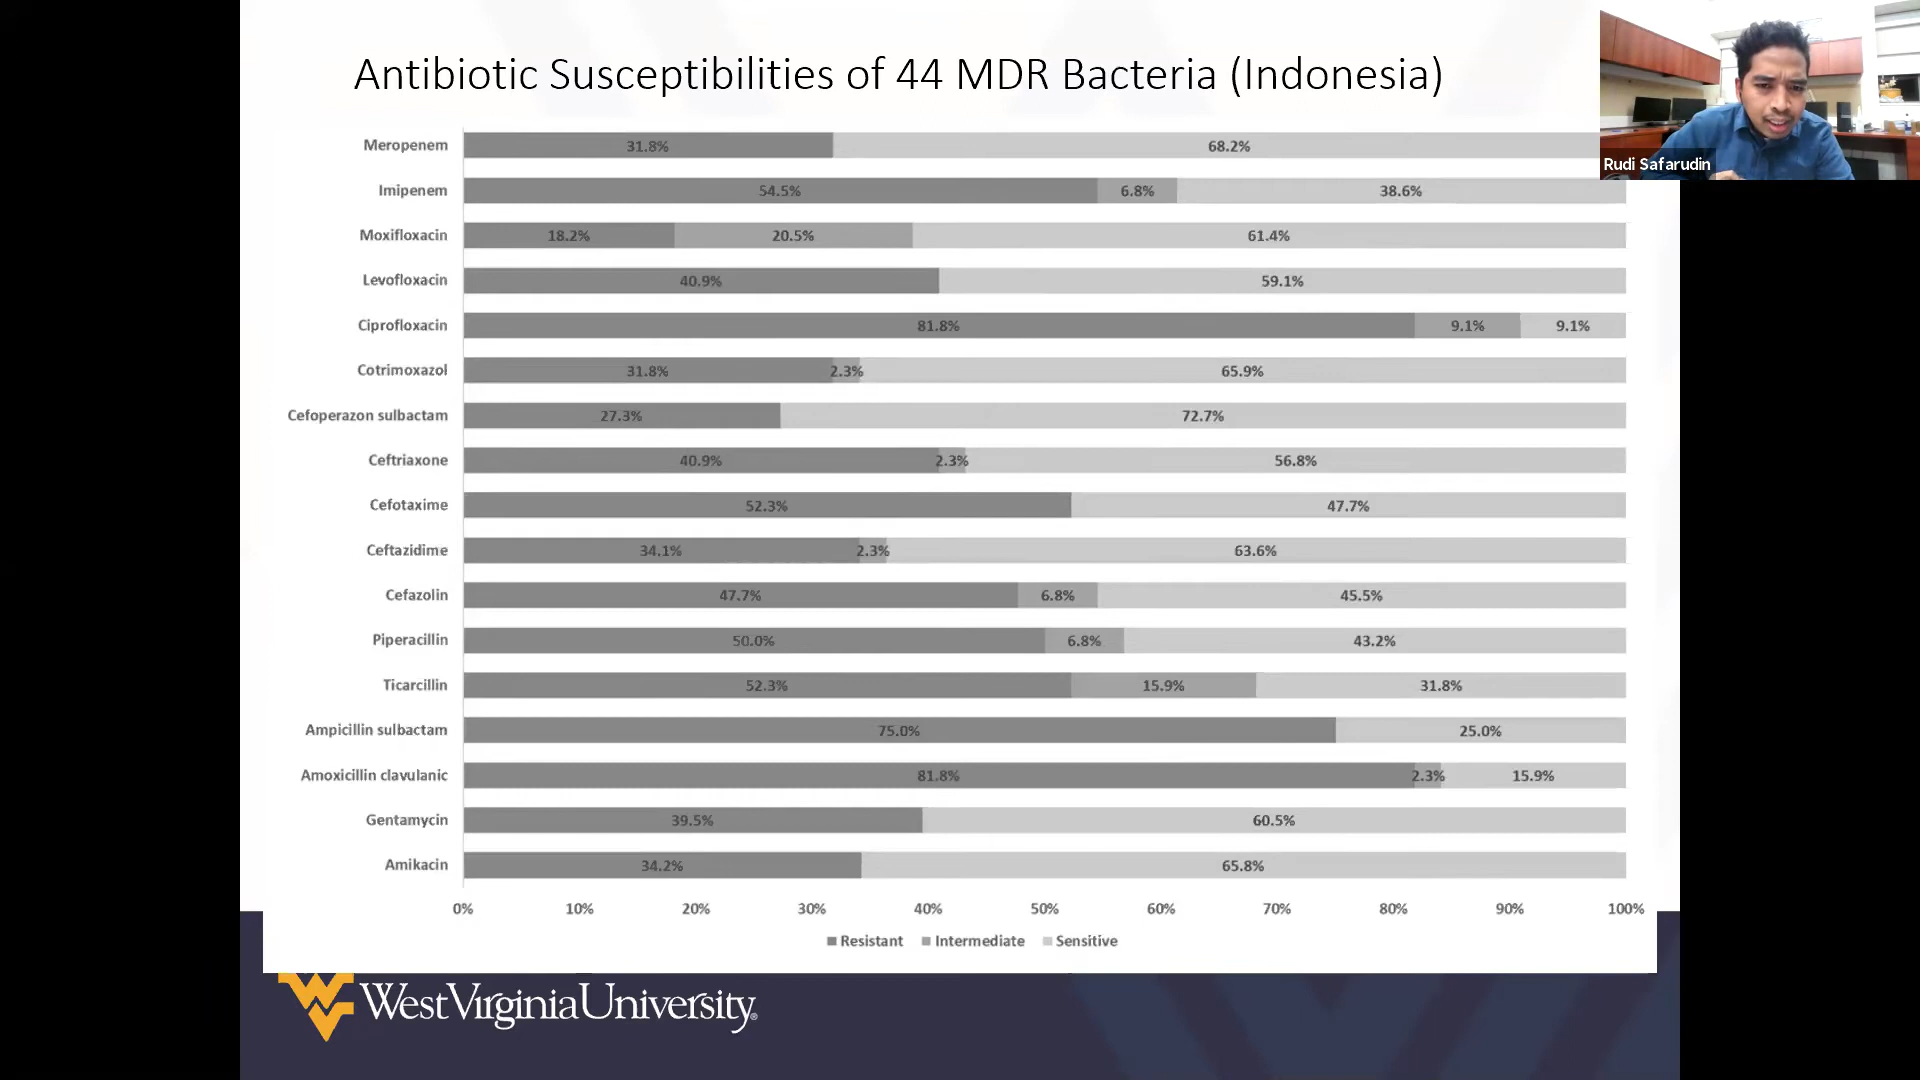 Antibiotic Susceptibilities of 44 MDR Bacteria (Indonesia)
Rudi Safarudin
Meropenem 31.8% 68.2%
Imipenem 54.5% 6.8% 38.6%
Moxifloxacin 18.2% 20.5% 61.4%
Levofloxacin 40.9% 59.1%
Ciprofloxacin 81.8% 9.1% 9.1%
Cotrimoxazol 31.8% 2.3% 65.9%
Cefoperazon sulbactam 27.3% 72.7%
Ceftriaxone 40.9% 2.3% 56.8%
Cefotaxime 52.3% 47.7%
Ceftazidime 34.1% 2.3% 63.6%
Cefazolin 47.7% 6.8% 45.5%
Piperacillin 50.0% 6.8% 43.2%
Ticarcillin 52.3% 15.9% 31.8%
Ampicillin sulbactam 75.0% 25.0%
Amoxicillin clavulanic 81.8% 2.3% 15.9%
Gentamycin 39.5% 60.5%
Amikacin 34.2% 65.8%
0% 10% 20% 30% 40% 50% 60% 70% 80% 90% 100%
Resistant Intermediate Sensitive
WestVirginiaUniversity®